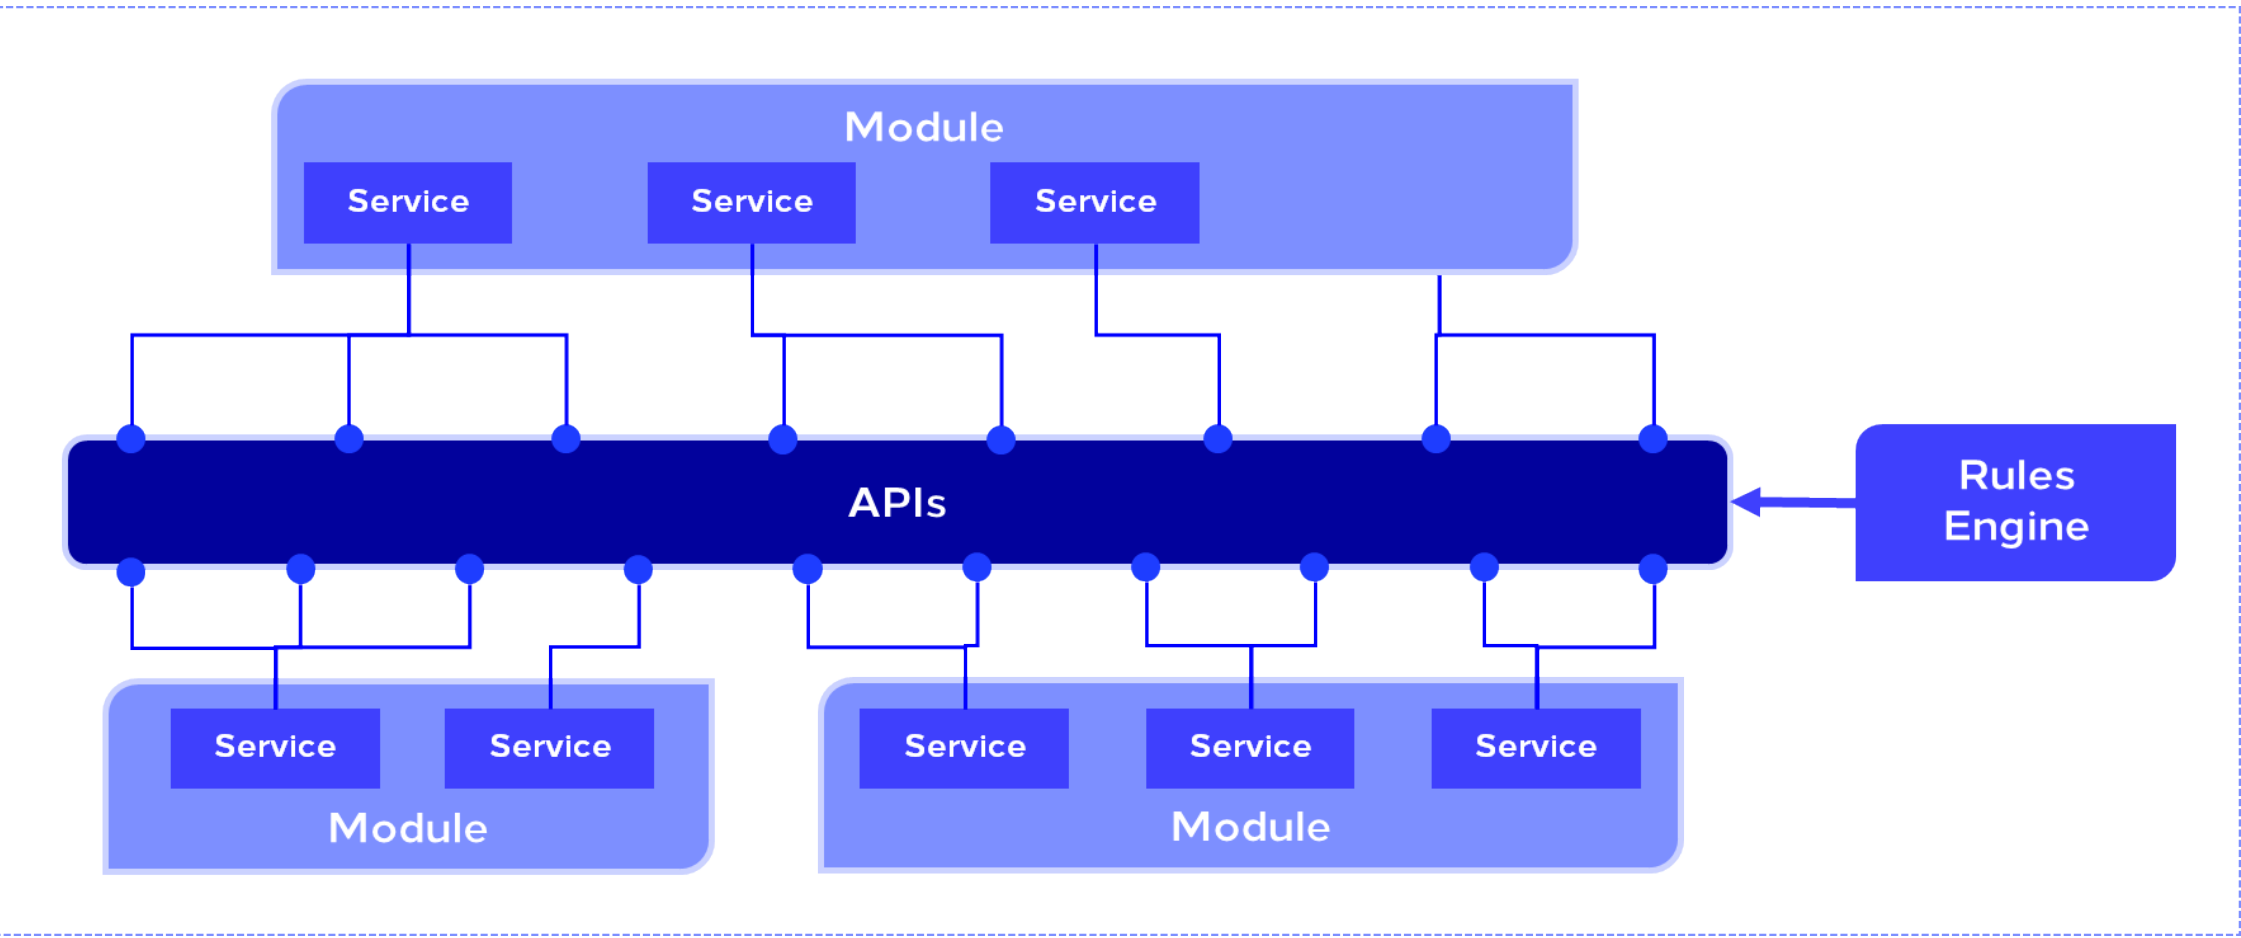 Module
Service
Service
Service
APIs
Rules
Engine
Service
Service
Module
Service
Service
Service
Module